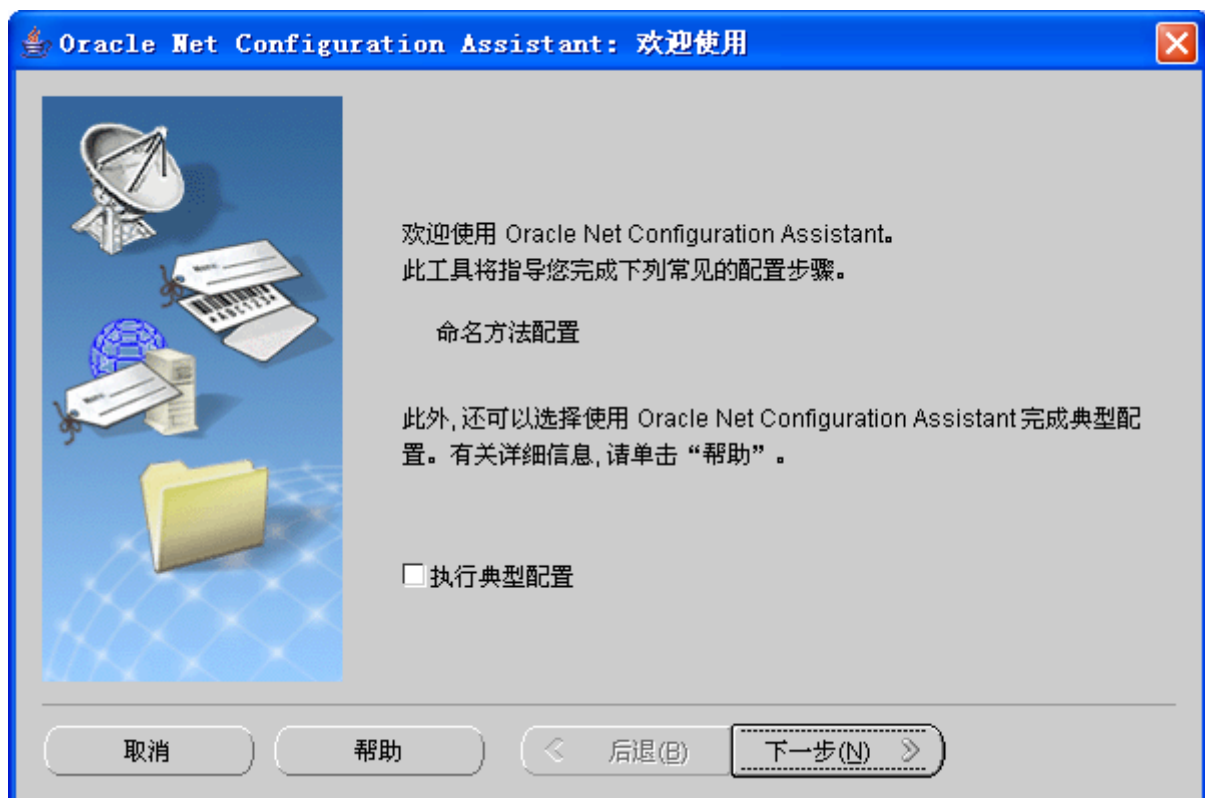 Oracle Net Configuration Assistant: 欢迎使用
欢迎使用 Oracle Net Configuration Assistant。
此工具将指导您完成下列常见的配置步骤。
命名方法配置
此外,还可以选择使用 Oracle Net Configuration Assistant 完成典型配
置。有关详细信息,请单击“帮助”。
执行典型配置
取消
帮助
后退(B)
下一步(N)